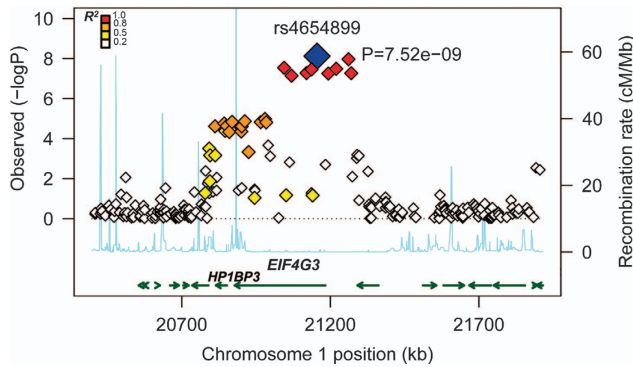 R²
1.0
0.8
0.5
0.2
rs4654899
P=7.52e−09
Observed (−logP)
10
8
6
4
2
0
Recombination rate (cM/Mb)
60
40
20
0
EIF4G3
HP1BP3
20700 21200 21700
Chromosome 1 position (kb)